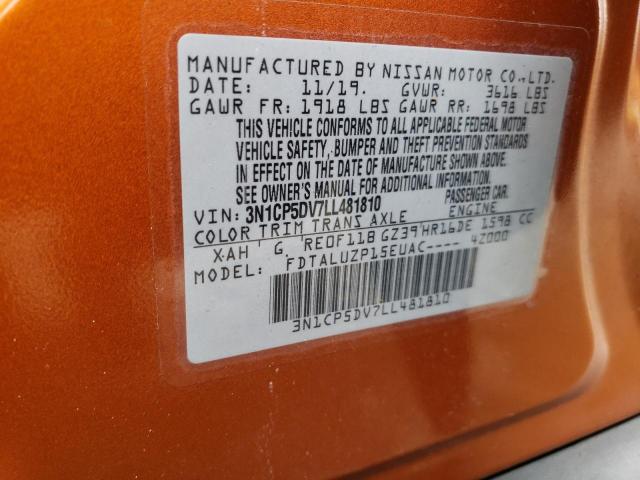 MANUFACTURED BY NISSAN MOTOR CO.,LTD.
DATE: 11/19. GVWR: 3616 LBS
GAWR FR: 1918 LBS GAWR RR: 1698 LBS
THIS VEHICLE CONFORMS TO ALL APPLICABLE FEDERAL MOTOR
VEHICLE SAFETY, BUMPER AND THEFT PREVENTION STANDARDS
IN EFFECT ON THE DATE OF MANUFACTURE SHOWN ABOVE.
SEE OWNER'S MANUAL FOR ADDITIONAL INFORMATION.
VIN: 3N1CP5DV7LL481810 PASSENGER CAR.
COLOR TRIM TRANS AXLE ENGINE
XAH' G, RE0F11B GZ39'HR16DE 1598 CC
MODEL: FDTALUZP15EUAC---- 4Z000
3N1CP5DV7LL481810